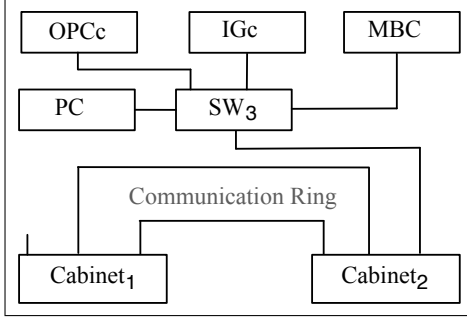 OPCc
IGc
MBC
PC
SW₃
Communication Ring
Cabinet₁
Cabinet₂